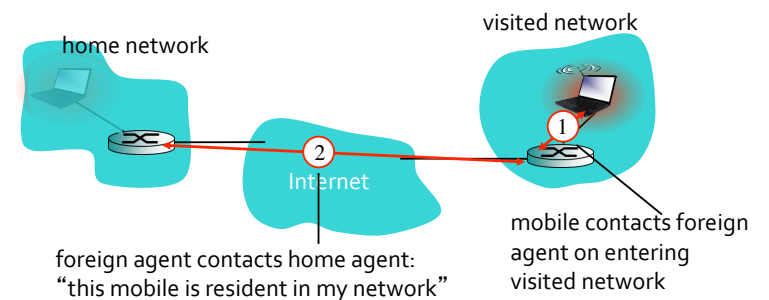 visited network
home network
1
2
Internet
mobile contacts foreign
agent on entering
visited network
foreign agent contacts home agent:
“this mobile is resident in my network”